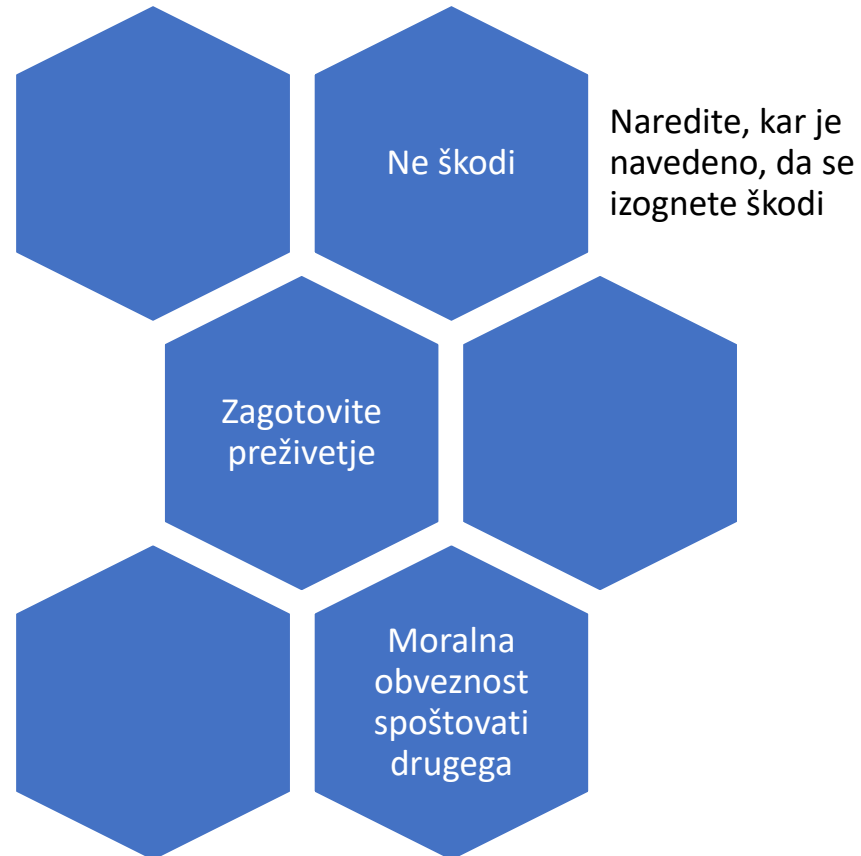 Ne škodi
Naredite, kar je
navedeno, da se
izognete škodi
Zagotovite
preživetje
Moralna
obveznost
spoštovati
drugega